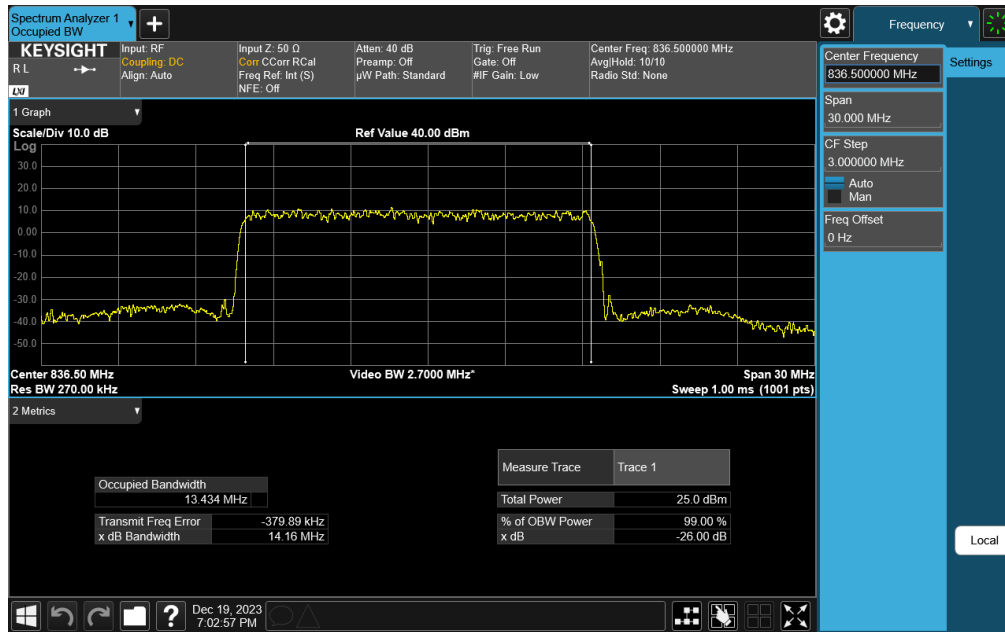 Spectrum Analyzer 1
Occupied BW
Frequency
KEYSIGHT
R L
LXI
Input: RF
Coupling: DC
Align: Auto
Input Z: 50 Ω
Corr CCorr RCal
Freq Ref: Int (S)
NFE: Off
Atten: 40 dB
Preamp: Off
µW Path: Standard
Trig: Free Run
Gate: Off
#IF Gain: Low
Center Freq: 836.500000 MHz
Avg|Hold: 10/10
Radio Std: None
Center Frequency
836.500000 MHz
Settings
Span
30.000 MHz
CF Step
3.000000 MHz
Auto
Man
Freq Offset
0 Hz
Local
1 Graph
Scale/Div 10.0 dB
Ref Value 40.00 dBm
Log
30.0
20.0
10.0
0.00
-10.0
-20.0
-30.0
-40.0
-50.0
Center 836.50 MHz
Video BW 2.7000 MHz*
Span 30 MHz
Res BW 270.00 kHz
Sweep 1.00 ms (1001 pts)
2 Metrics
Occupied Bandwidth
13.434 MHz
Transmit Freq Error -379.89 kHz
x dB Bandwidth 14.16 MHz
Measure Trace Trace 1
Total Power 25.0 dBm
% of OBW Power 99.00 %
x dB -26.00 dB
?
Dec 19, 2023
7:02:57 PM